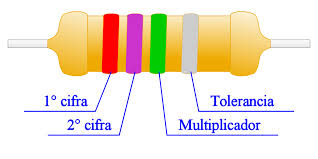 1° cifra
Tolerancia
2° cifra
Multiplicador